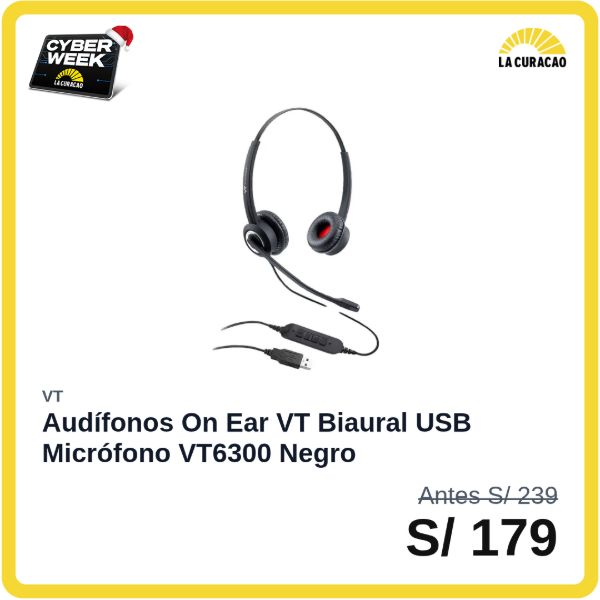 CYBER
WEEK
LA CURACAO
LA CURACAO
VT
Audífonos On Ear VT Biaural USB
Micrófono VT6300 Negro
Antes S/ 239
S/ 179